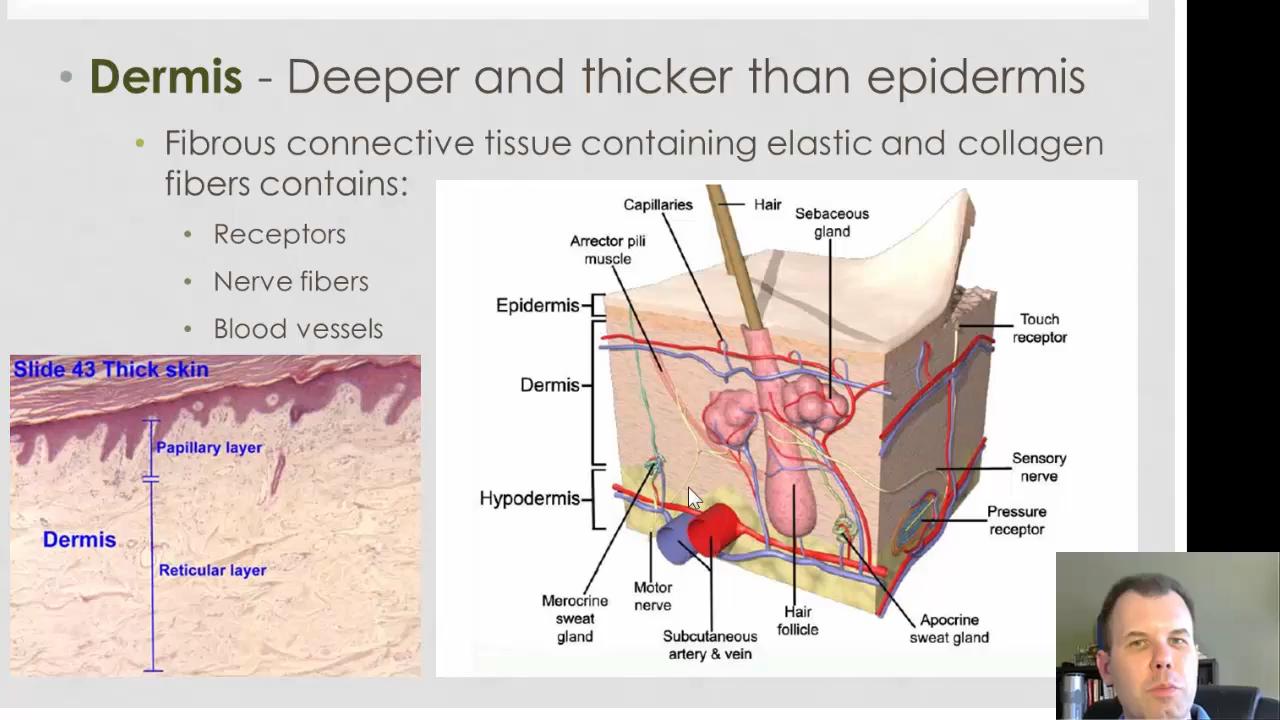 Dermis - Deeper and thicker than epidermis
Fibrous connective tissue containing elastic and collagen
fibers contains:
Receptors
Nerve fibers
Blood vessels
Slide 43 Thick skin
Papillary layer
Dermis
Reticular layer
Capillaries
Hair
Sebaceous
gland
Arrector pili
muscle
Epidermis
Touch
receptor
Dermis
Sensory
nerve
Hypodermis
Pressure
receptor
Motor
nerve
Merocrine
sweat
gland
Subcutaneous
artery & vein
Hair
follicle
Apocrine
sweat gland